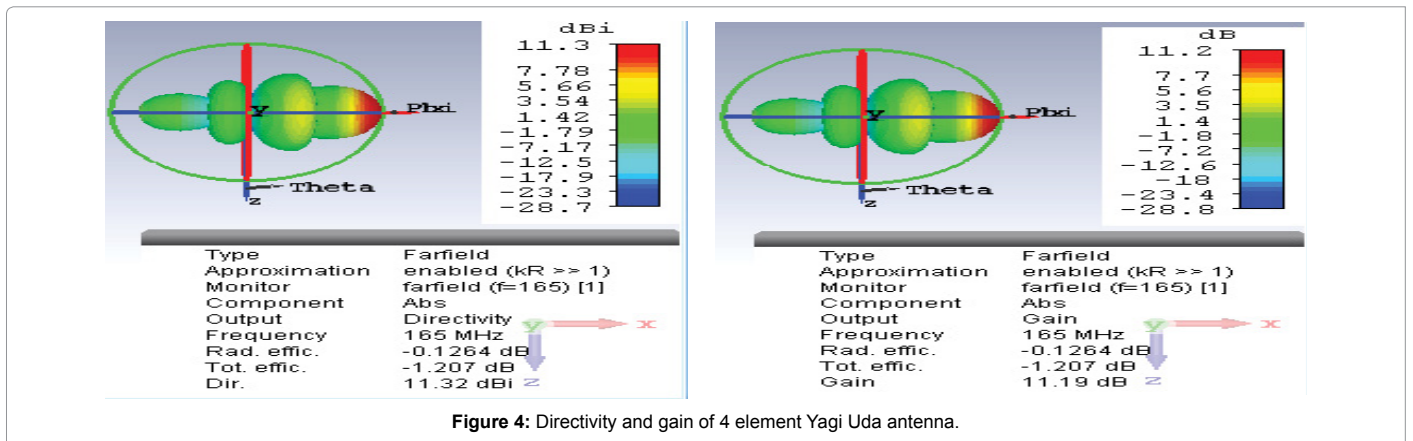 dBi
11.3
7.78
5.66
3.54
1.42
-1.79
-7.17
-12.5
-17.9
-23.3
-28.7
y
Phi
x
Theta
z
Type Farfield
Approximation enabled (kR >> 1)
Monitor farfield (f=165) [1]
Component Abs
Output Directivity
Frequency 165 MHz
Rad. effic. -0.1264 dB
Tot. effic. -1.207 dB
Dir. 11.32 dBi
y
x
z
dB
11.2
7.7
5.6
3.5
1.4
-1.8
-7.2
-12.6
-18
-23.4
-28.8
y
Phi
x
Theta
z
Type Farfield
Approximation enabled (kR >> 1)
Monitor farfield (f=165) [1]
Component Abs
Output Gain
Frequency 165 MHz
Rad. effic. -0.1264 dB
Tot. effic. -1.207 dB
Gain 11.19 dB
y
x
z
Figure 4: Directivity and gain of 4 element Yagi Uda antenna.